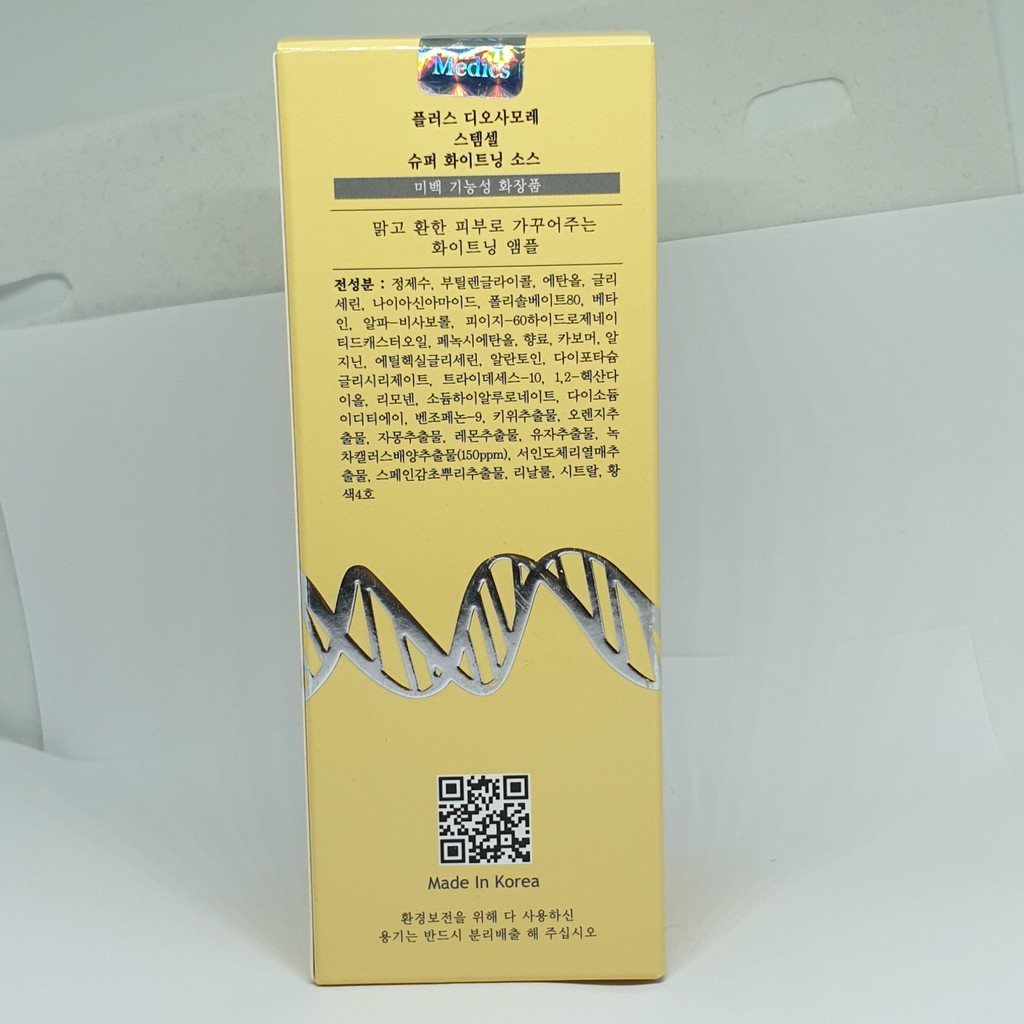 Medics
플러스 디오사모레
스템셀
슈퍼 화이트닝 소스
미백 기능성 화장품
맑고 환한 피부로 가꾸어주는
화이트닝 앰플
전성분 : 정제수, 부틸렌글라이콜, 에탄올, 글리
세린, 나이아신아마이드, 폴리솔베이트80, 베타
인, 알파-비사보롤, 피이지-60하이드로제네이
티드캐스터오일, 페녹시에탄올, 향료, 카보머, 알
지닌, 에틸헥실글리세린, 알란토인, 다이포타슘
글리시리제이트, 트라이데세스-10, 1,2-헥산다
이올, 리모넨, 소듐하이알루로네이트, 다이소듐
이디티에이, 벤조페논-9, 키위추출물, 오렌지추
출물, 자몽추출물, 레몬추출물, 유자추출물, 녹
차캘러스배양추출물(150ppm), 서인도체리열매추
출물, 스페인감초뿌리추출물, 리날룰, 시트랄, 황
색4호
Made In Korea
환경보전을 위해 다 사용하신
용기는 반드시 분리배출 해 주십시오